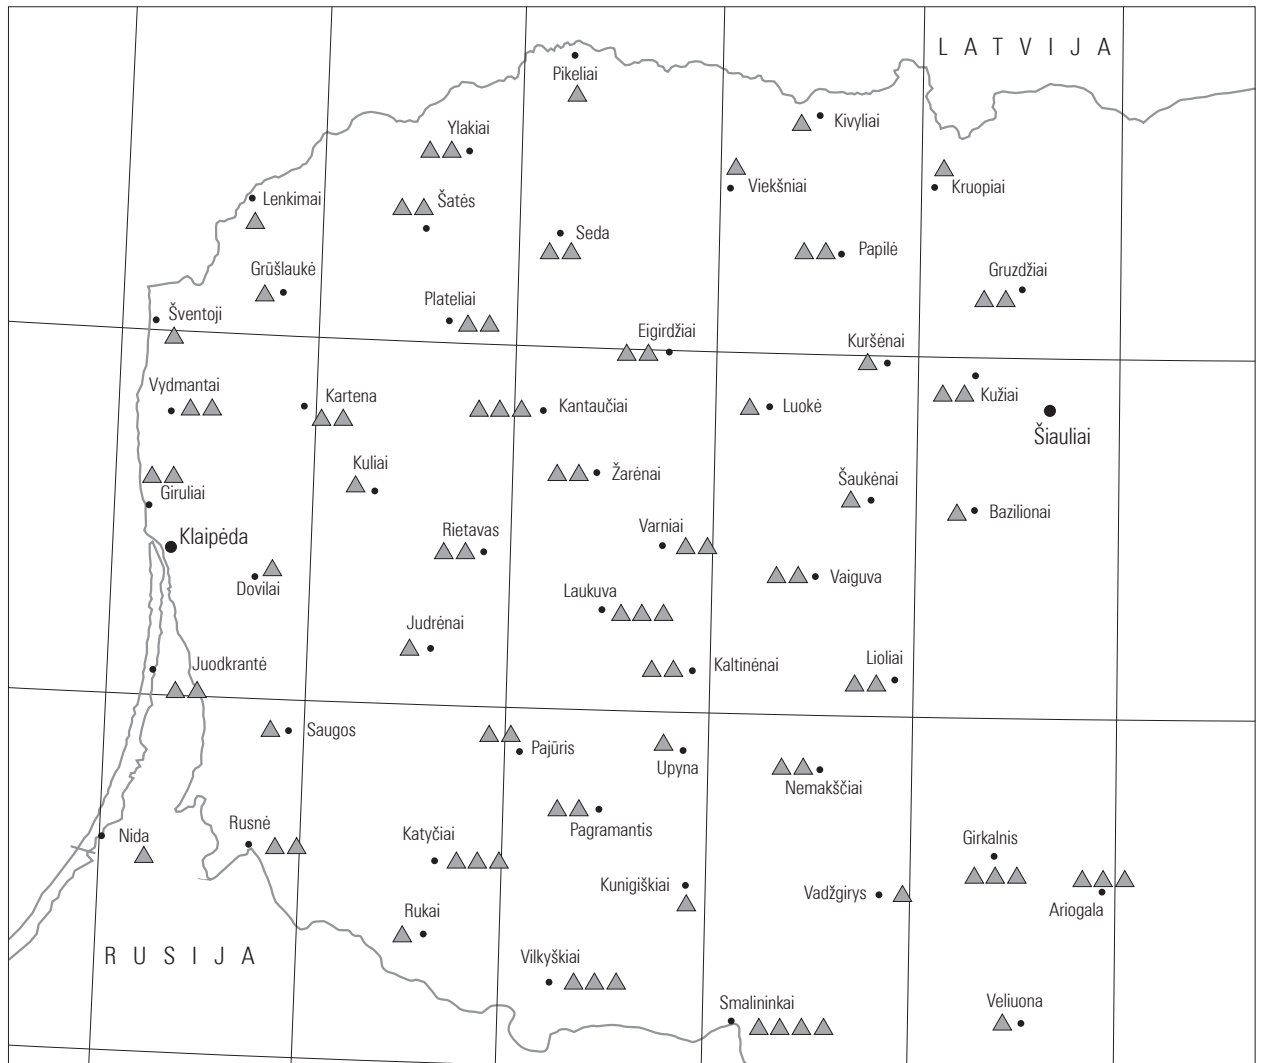 LATVIJA
Pikeliai
Kivyliai
Ylakiai
Viekšniai
Kruopiai
Lenkimai
Šatės
Seda
Papilė
Grūšlaukė
Gruzdžiai
Plateliai
Šventoji
Eigirdžiai
Kuršėnai
Vydmantai
Kartena
Kantaučiai
Luokė
Kužiai
Šiauliai
Kuliai
Žarėnai
Šaukėnai
Giruliai
Bazilionai
Klaipėda
Rietavas
Varniai
Dovilai
Vaiguva
Laukuva
Judrėnai
Juodkrantė
Kaltinėnai
Lioliai
Saugos
Pajūris
Upyna
Nemakščiai
Nida
Rusnė
Katyčiai
Pagramantis
Girkalnis
Kunigiškiai
Vadžgirys
Ariogala
Rukai
RUSIJA
Vilkyškiai
Smalininkai
Veliuona